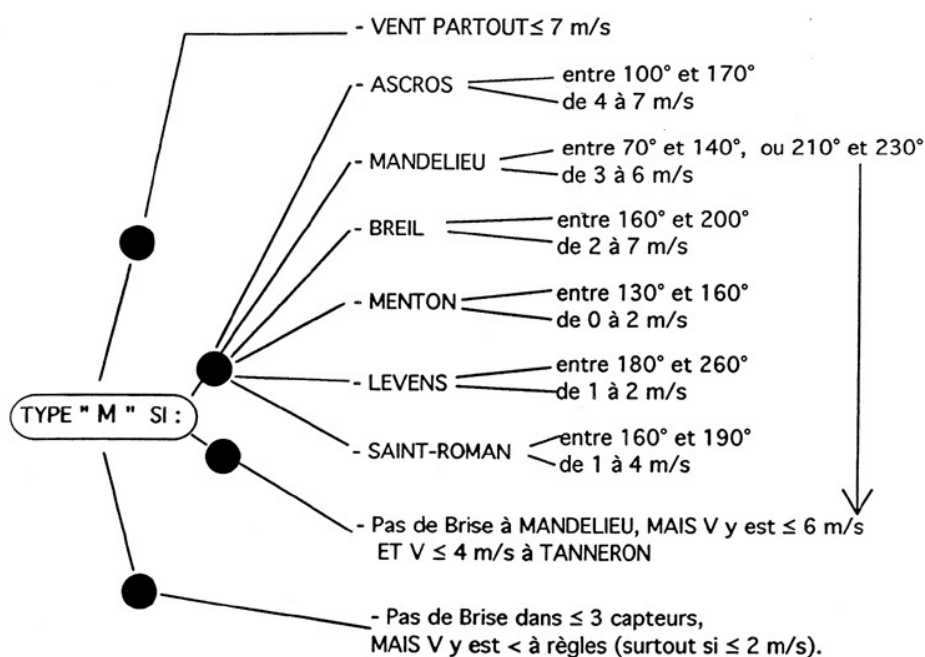 - VENT PARTOUT≤ 7 m/s
- ASCROS
entre 100° et 170°
de 4 à 7 m/s
- MANDELIEU
entre 70° et 140°, ou 210° et 230°
de 3 à 6 m/s
- BREIL
entre 160° et 200°
de 2 à 7 m/s
- MENTON
entre 130° et 160°
de 0 à 2 m/s
- LEVENS
entre 180° et 260°
de 1 à 2 m/s
TYPE " M " SI :
- SAINT-ROMAN
entre 160° et 190°
de 1 à 4 m/s
- Pas de Brise à MANDELIEU, MAIS V y est ≤ 6 m/s
ET V ≤ 4 m/s à TANNERON
- Pas de Brise dans ≤ 3 capteurs,
MAIS V y est < à règles (surtout si ≤ 2 m/s).